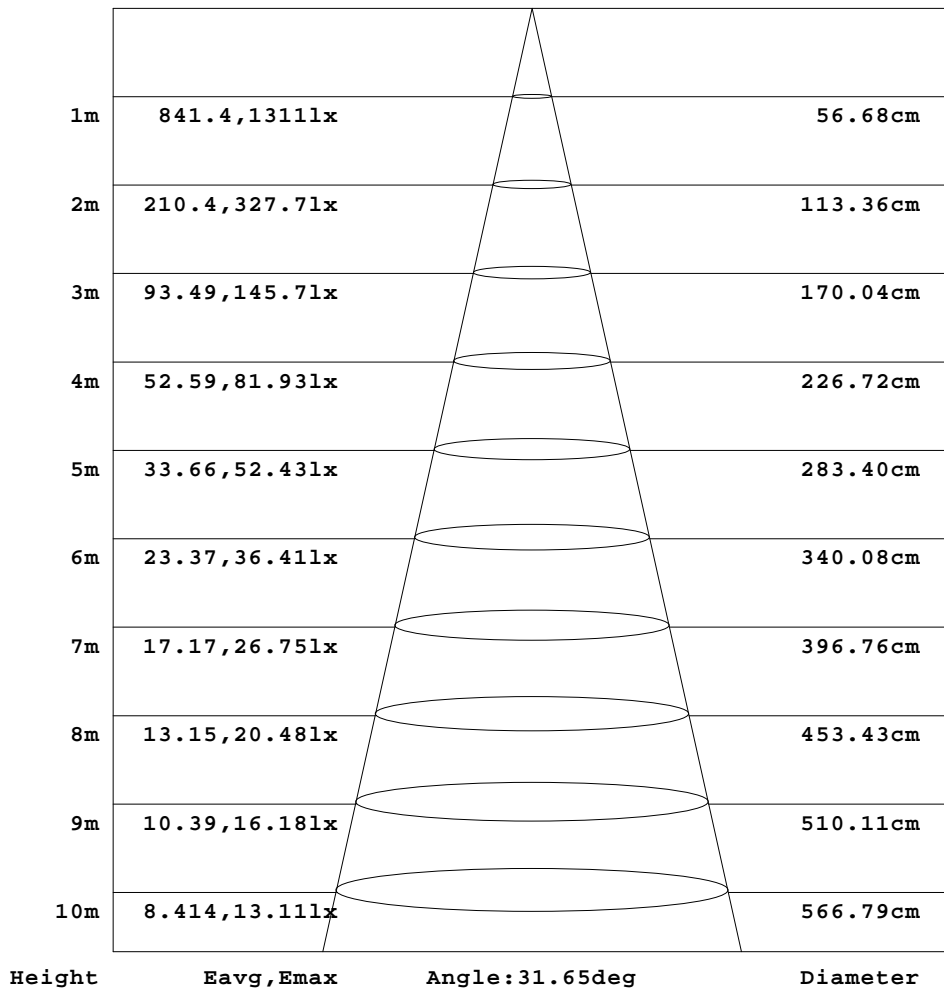 1m 841.4,1311lx 56.68cm
2m 210.4,327.7lx 113.36cm
3m 93.49,145.7lx 170.04cm
4m 52.59,81.93lx 226.72cm
5m 33.66,52.43lx 283.40cm
6m 23.37,36.41lx 340.08cm
7m 17.17,26.75lx 396.76cm
8m 13.15,20.48lx 453.43cm
9m 10.39,16.18lx 510.11cm
10m 8.414,13.11lx 566.79cm
Height Eavg,Emax Angle:31.65deg Diameter